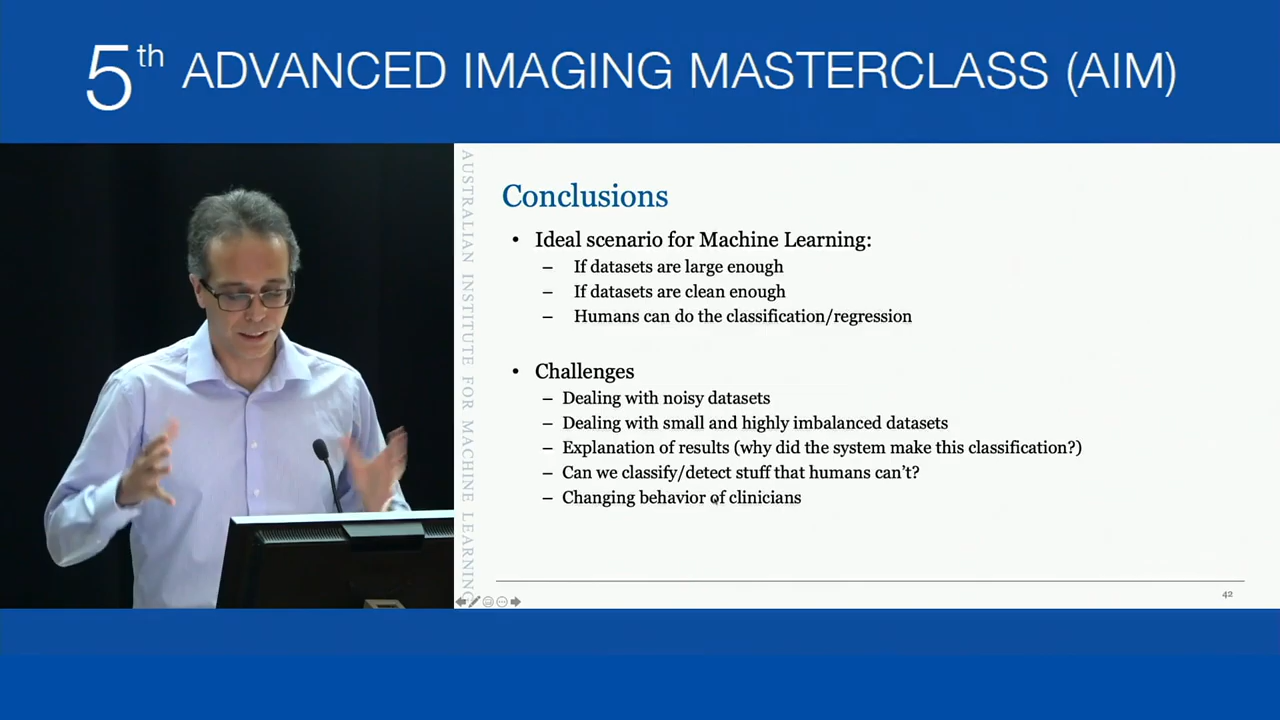 5th ADVANCED IMAGING MASTERCLASS (AIM)
AUSTRALIAN INSTITUTE FOR MACHINE LEARNING
Conclusions
• Ideal scenario for Machine Learning:
– If datasets are large enough
– If datasets are clean enough
– Humans can do the classification/regression
• Challenges
– Dealing with noisy datasets
– Dealing with small and highly imbalanced datasets
– Explanation of results (why did the system make this classification?)
– Can we classify/detect stuff that humans can't?
– Changing behavior of clinicians
42